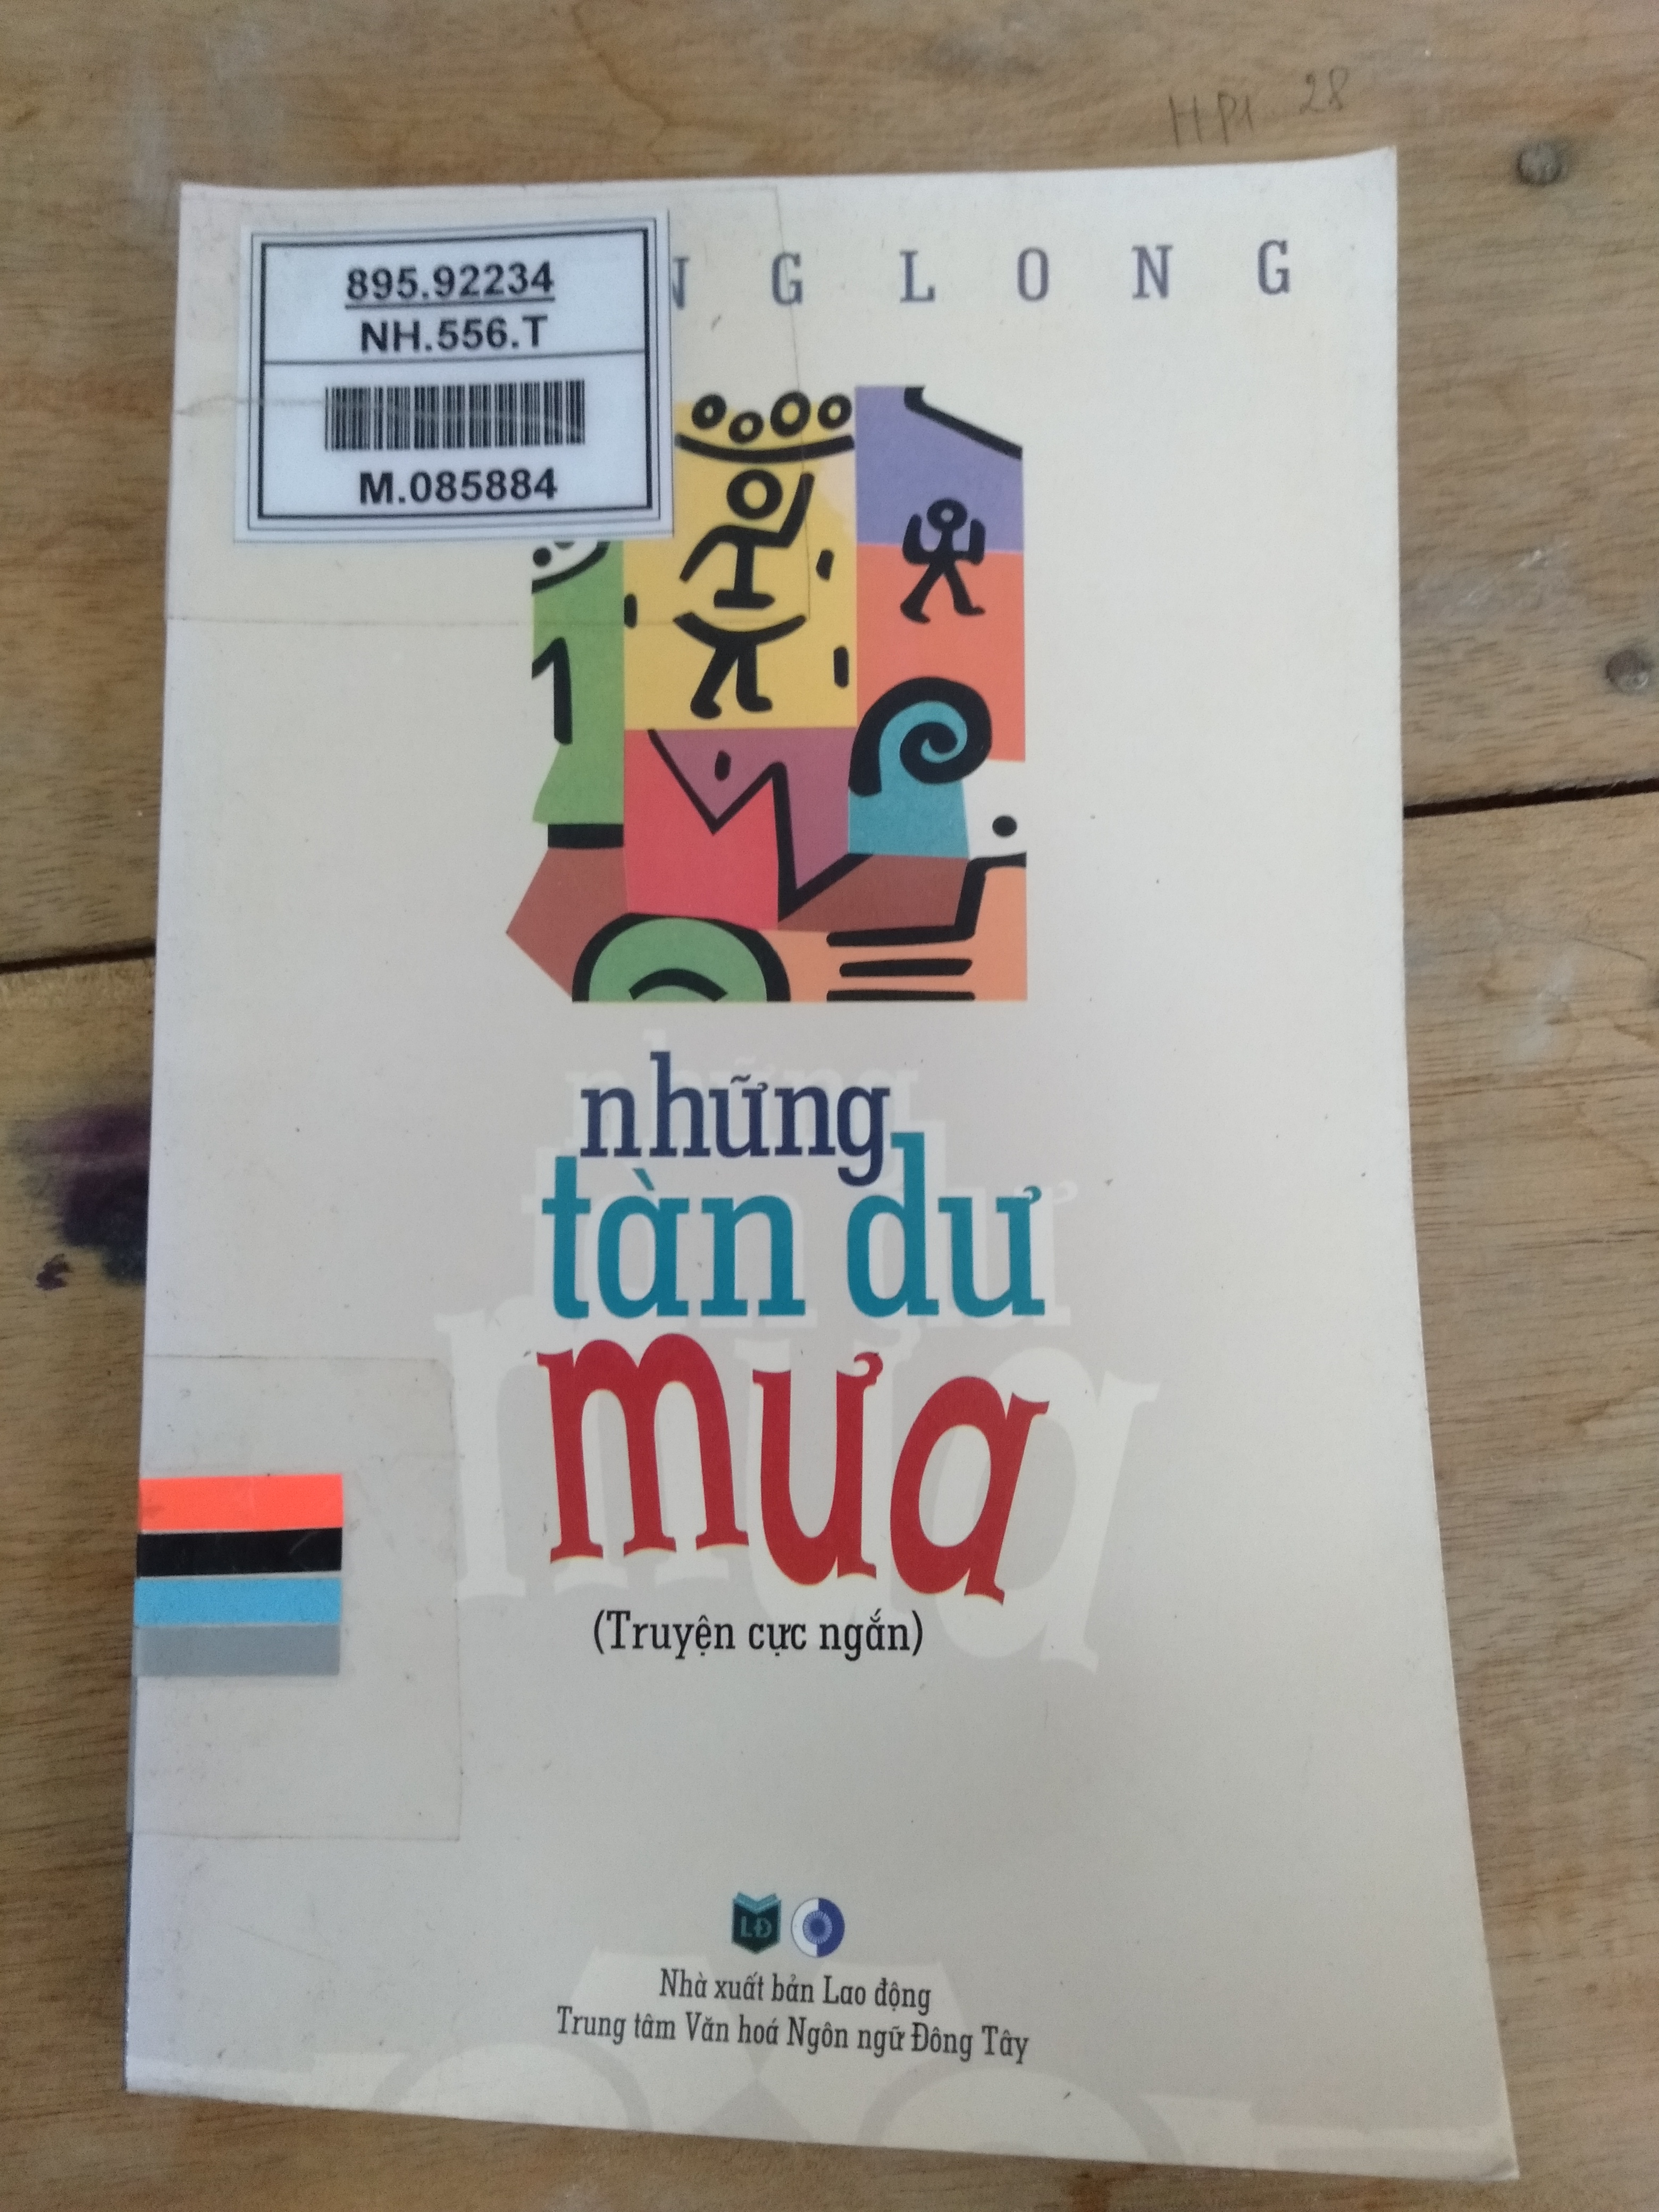 HP1 28
895.92234
NH.556.T
M.085884
NG LONG
những
tàn dư
mưa
(Truyện cực ngắn)
LĐ
Nhà xuất bản Lao động
Trung tâm Văn hoá Ngôn ngữ Đông Tây